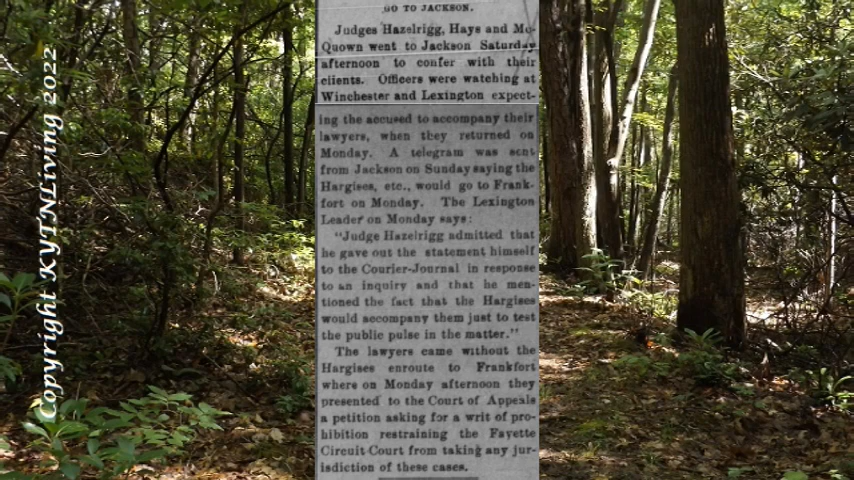 GO TO JACKSON.
Judges Hazelrigg, Hays and Mc-
Quown went to Jackson Saturday
afternoon to confer with their
clients. Officers were watching at
Winchester and Lexington expect-
ing the accused to accompany their
lawyers, when they returned on
Monday. A telegram was sent
from Jackson on Sunday saying the
Hargises, etc., would go to Frank-
fort on Monday. The Lexington
Leader on Monday says:
"Judge Hazelrigg admitted that
he gave out the statement himself
to the Courier-Journal in response
to an inquiry and that he men-
tioned the fact that the Hargises
would accompany them just to test
the public pulse in the matter."
The lawyers came without the
Hargises enroute to Frankfort
where on Monday afternoon they
presented to the Court of Appeals
a petition asking for a writ of pro-
hibition restraining the Fayette
Circuit Court from taking any jur-
isdiction of these cases.
Copyright KYTNLiving 2022